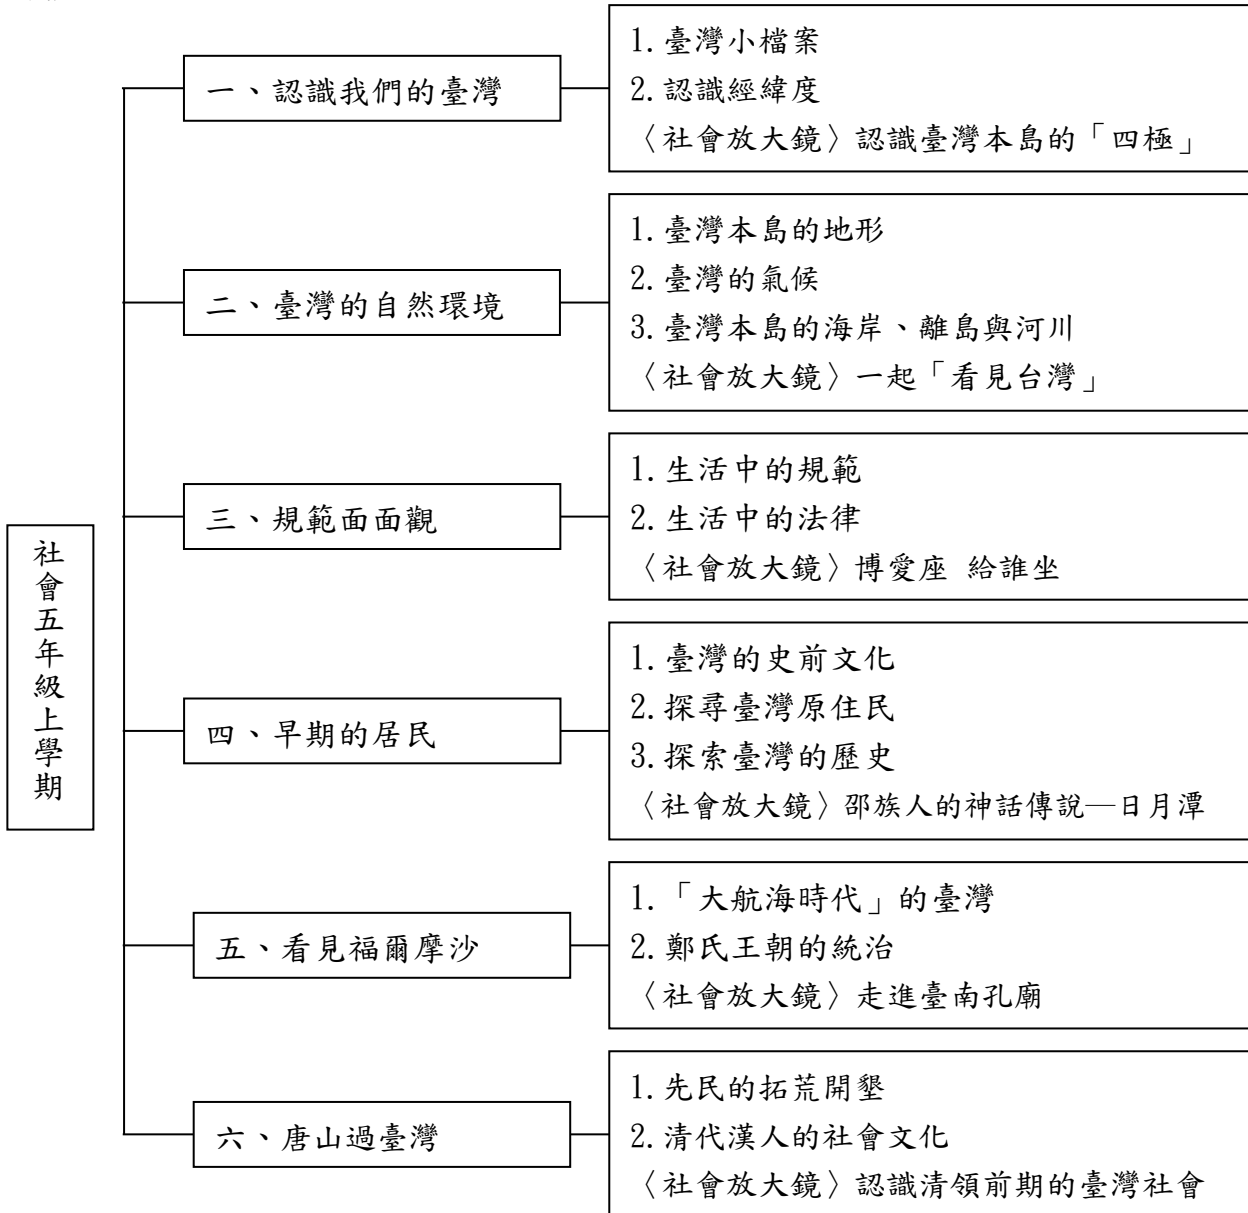 社會五年級上學期
一、認識我們的臺灣
1.臺灣小檔案
2.認識經緯度
〈社會放大鏡〉認識臺灣本島的「四極」
二、臺灣的自然環境
1.臺灣本島的地形
2.臺灣的氣候
3.臺灣本島的海岸、離島與河川
〈社會放大鏡〉一起「看見台灣」
三、規範面面觀
1.生活中的規範
2.生活中的法律
〈社會放大鏡〉博愛座 給誰坐
四、早期的居民
1.臺灣的史前文化
2.探尋臺灣原住民
3.探索臺灣的歷史
〈社會放大鏡〉邵族人的神話傳說—日月潭
五、看見福爾摩沙
1.「大航海時代」的臺灣
2.鄭氏王朝的統治
〈社會放大鏡〉走進臺南孔廟
六、唐山過臺灣
1.先民的拓荒開墾
2.清代漢人的社會文化
〈社會放大鏡〉認識清領前期的臺灣社會